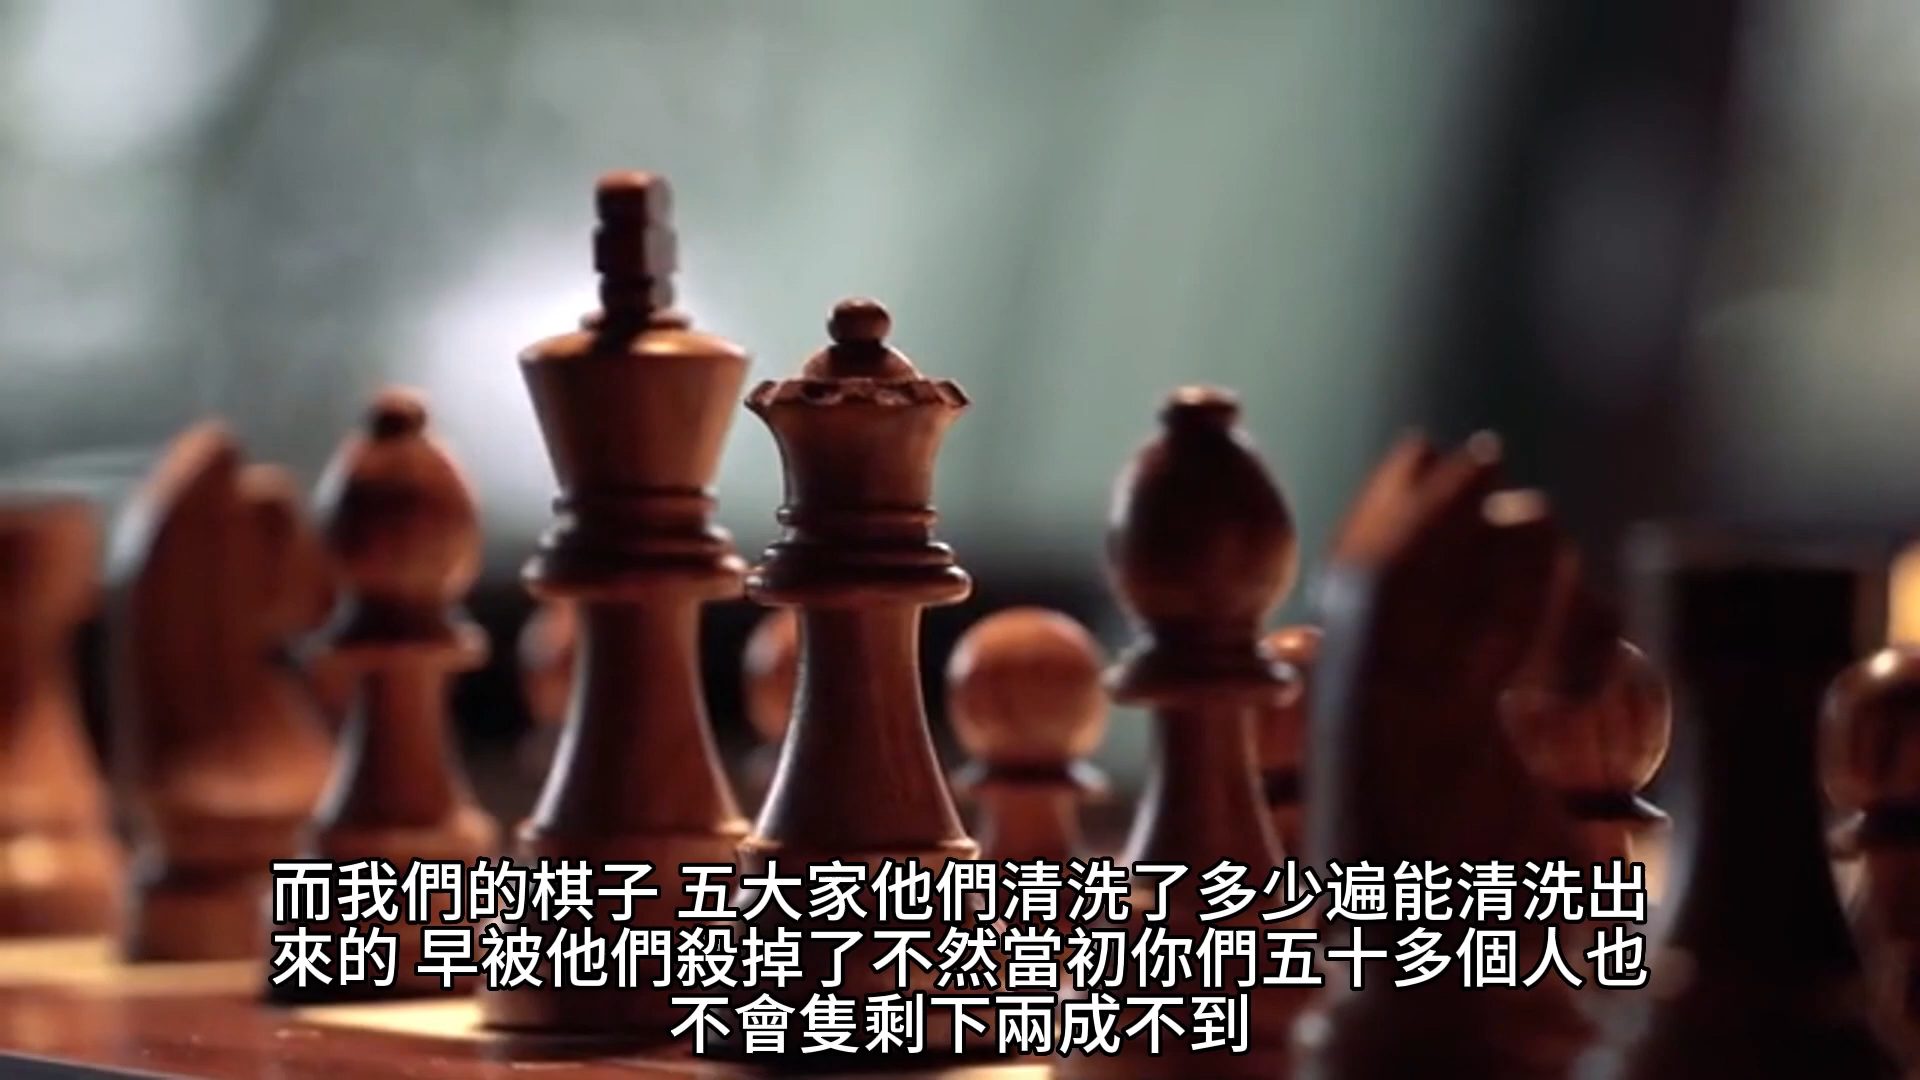 而我們的棋子 五大家他們清洗了多少遍能清洗出
來的 早被他們殺掉了不然當初你們五十多個人也
不會隻剩下兩成不到